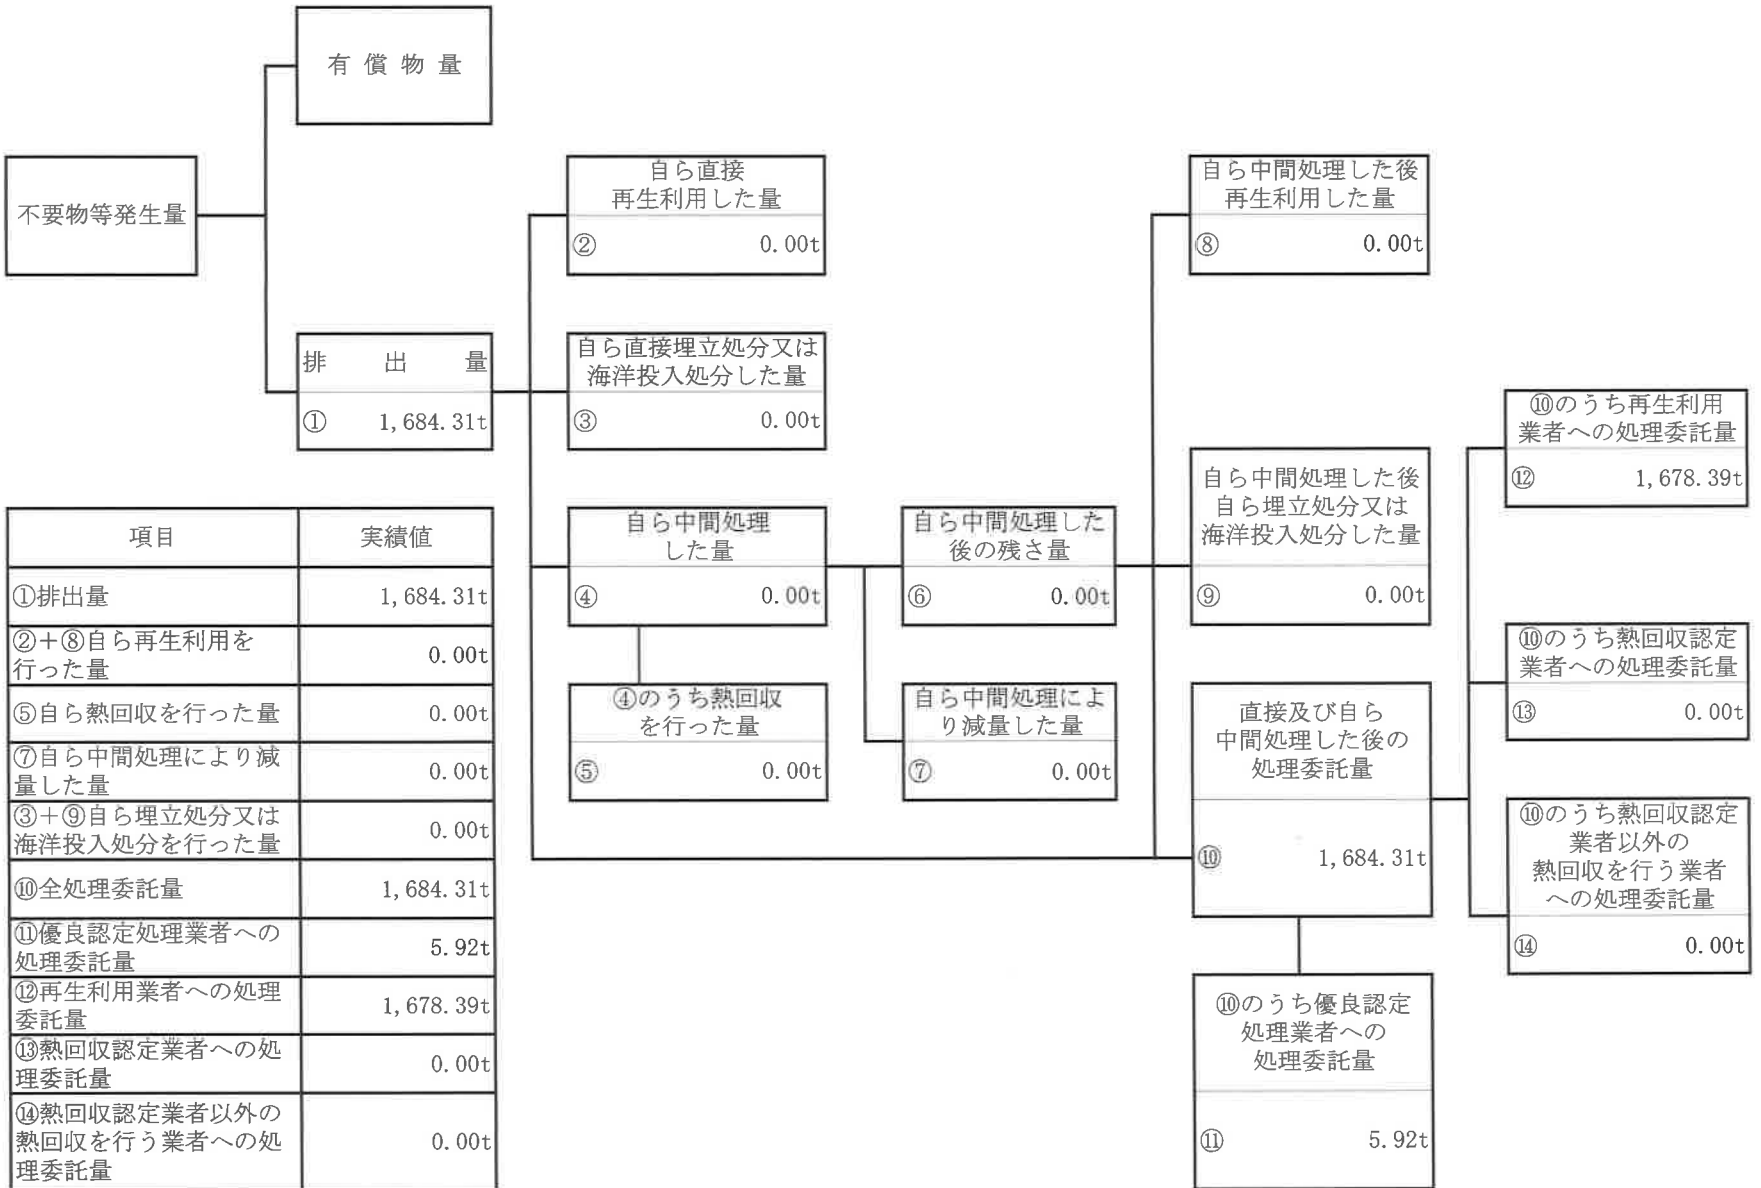 有償物量
不要物等発生量
排出量
① 1,684.31t
自ら直接
再生利用した量
② 0.00t
自ら直接埋立処分又は
海洋投入処分した量
③ 0.00t
自ら中間処理
した量
④ 0.00t
④のうち熱回収
を行った量
⑤ 0.00t
自ら中間処理した
後の残さ量
⑥ 0.00t
自ら中間処理によ
り減量した量
⑦ 0.00t
自ら中間処理した後
再生利用した量
⑧ 0.00t
自ら中間処理した後
自ら埋立処分又は
海洋投入処分した量
⑨ 0.00t
直接及び自ら
中間処理した後の
処理委託量
⑩ 1,684.31t
⑩のうち優良認定
処理業者への
処理委託量
⑪ 5.92t
⑩のうち再生利用
業者への処理委託量
⑫ 1,678.39t
⑩のうち熱回収認定
業者への処理委託量
⑬ 0.00t
⑩のうち熱回収認定
業者以外の
熱回収を行う業者
への処理委託量
⑭ 0.00t
項目 実績値
①排出量 1,684.31t
②+⑧自ら再生利用を
行った量 0.00t
⑤自ら熱回収を行った量 0.00t
⑦自ら中間処理により減
量した量 0.00t
③+⑨自ら埋立処分又は
海洋投入処分を行った量 0.00t
⑩全処理委託量 1,684.31t
⑪優良認定処理業者への
処理委託量 5.92t
⑫再生利用業者への処理
委託量 1,678.39t
⑬熱回収認定業者への処
理委託量 0.00t
⑭熱回収認定業者以外の
熱回収を行う業者への処
理委託量 0.00t